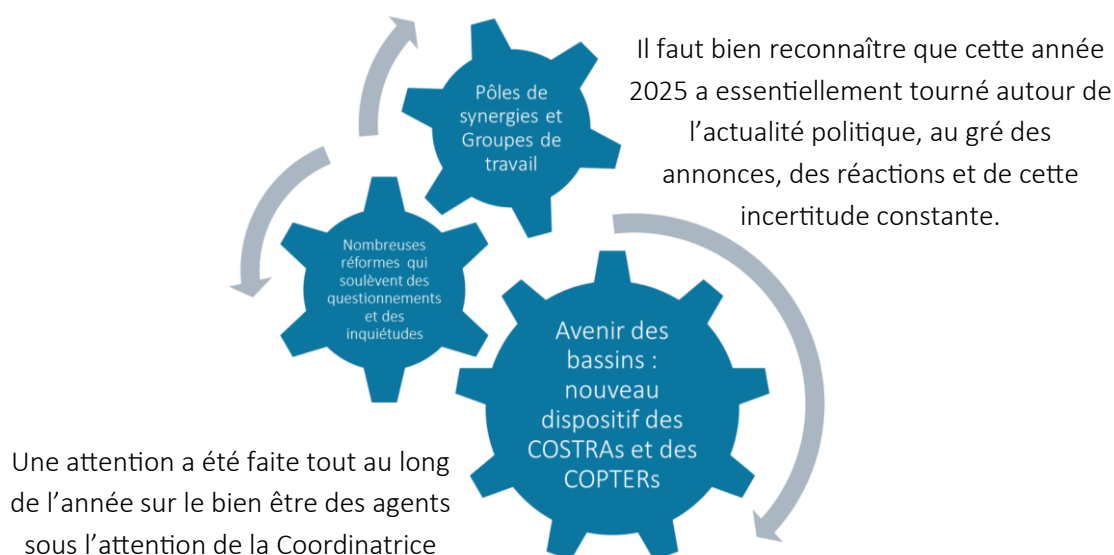 Pôles de
synergies et
Groupes de
travail
Il faut bien reconnaître que cette année
2025 a essentiellement tourné autour de
l’actualité politique, au gré des
annonces, des réactions et de cette
incertitude constante.
Nombreuses
réformes qui
soulèvent des
questionnements
et des
inquiétudes
Avenir des
bassins :
nouveau
dispositif des
COSTRAs et des
COPTERs
Une attention a été faite tout au long
de l’année sur le bien être des agents
sous l’attention de la Coordinatrice